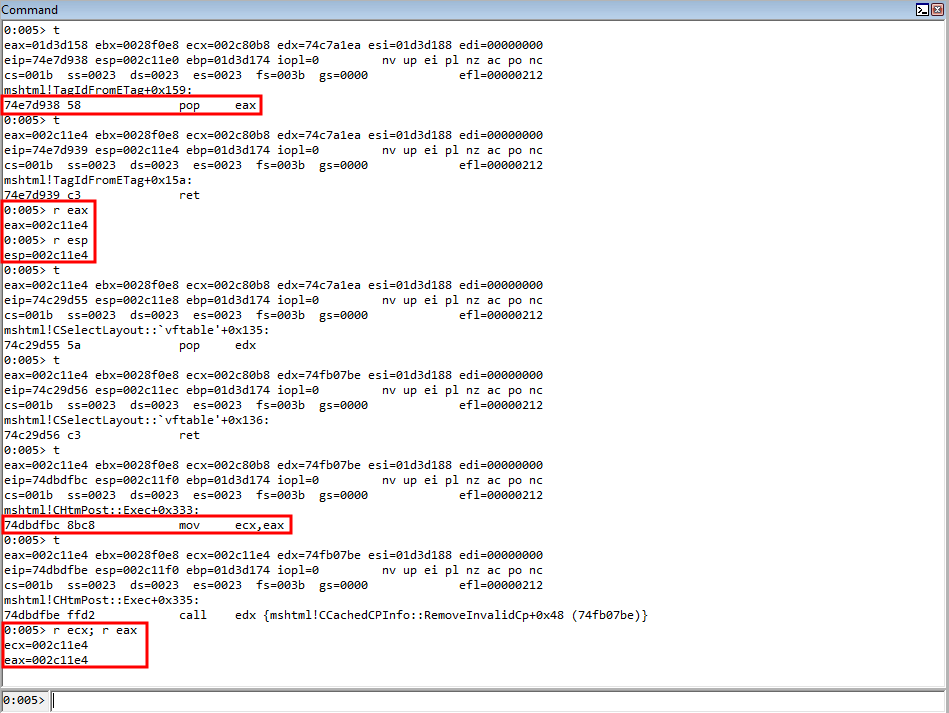 Command
0:005> t
eax=01d3d158 ebx=0028f0e8 ecx=002c80b8 edx=74c7a1ea esi=01d3d188 edi=00000000
eip=74e7d938 esp=002c11e0 ebp=01d3d174 iopl=0         nv up ei pl nz ac po nc
cs=001b  ss=0023  ds=0023  es=0023  fs=003b  gs=0000             efl=00000212
mshtml!TagIdFromETag+0x159:
74e7d938 58              pop     eax
0:005> t
eax=002c11e4 ebx=0028f0e8 ecx=002c80b8 edx=74c7a1ea esi=01d3d188 edi=00000000
eip=74e7d939 esp=002c11e4 ebp=01d3d174 iopl=0         nv up ei pl nz ac po nc
cs=001b  ss=0023  ds=0023  es=0023  fs=003b  gs=0000             efl=00000212
mshtml!TagIdFromETag+0x15a:
74e7d939 c3              ret
0:005> r eax
eax=002c11e4
0:005> r esp
esp=002c11e4
0:005> t
eax=002c11e4 ebx=0028f0e8 ecx=002c80b8 edx=74c7a1ea esi=01d3d188 edi=00000000
eip=74c29d55 esp=002c11e8 ebp=01d3d174 iopl=0         nv up ei pl nz ac po nc
cs=001b  ss=0023  ds=0023  es=0023  fs=003b  gs=0000             efl=00000212
mshtml!CSelectLayout::`vftable'+0x135:
74c29d55 5a              pop     edx
0:005> t
eax=002c11e4 ebx=0028f0e8 ecx=002c80b8 edx=74fb07be esi=01d3d188 edi=00000000
eip=74c29d56 esp=002c11ec ebp=01d3d174 iopl=0         nv up ei pl nz ac po nc
cs=001b  ss=0023  ds=0023  es=0023  fs=003b  gs=0000             efl=00000212
mshtml!CSelectLayout::`vftable'+0x136:
74c29d56 c3              ret
0:005> t
eax=002c11e4 ebx=0028f0e8 ecx=002c80b8 edx=74fb07be esi=01d3d188 edi=00000000
eip=74dbdfbc esp=002c11f0 ebp=01d3d174 iopl=0         nv up ei pl nz ac po nc
cs=001b  ss=0023  ds=0023  es=0023  fs=003b  gs=0000             efl=00000212
mshtml!CHtmPost::Exec+0x333:
74dbdfbc 8bc8            mov     ecx,eax
0:005> t
eax=002c11e4 ebx=0028f0e8 ecx=002c11e4 edx=74fb07be esi=01d3d188 edi=00000000
eip=74dbdfbe esp=002c11f0 ebp=01d3d174 iopl=0         nv up ei pl nz ac po nc
cs=001b  ss=0023  ds=0023  es=0023  fs=003b  gs=0000             efl=00000212
mshtml!CHtmPost::Exec+0x335:
74dbdfbe ffd2            call    edx {mshtml!CCachedCPInfo::RemoveInvalidCp+0x48 (74fb07be)}
0:005> r ecx; r eax
ecx=002c11e4
eax=002c11e4
0:005>